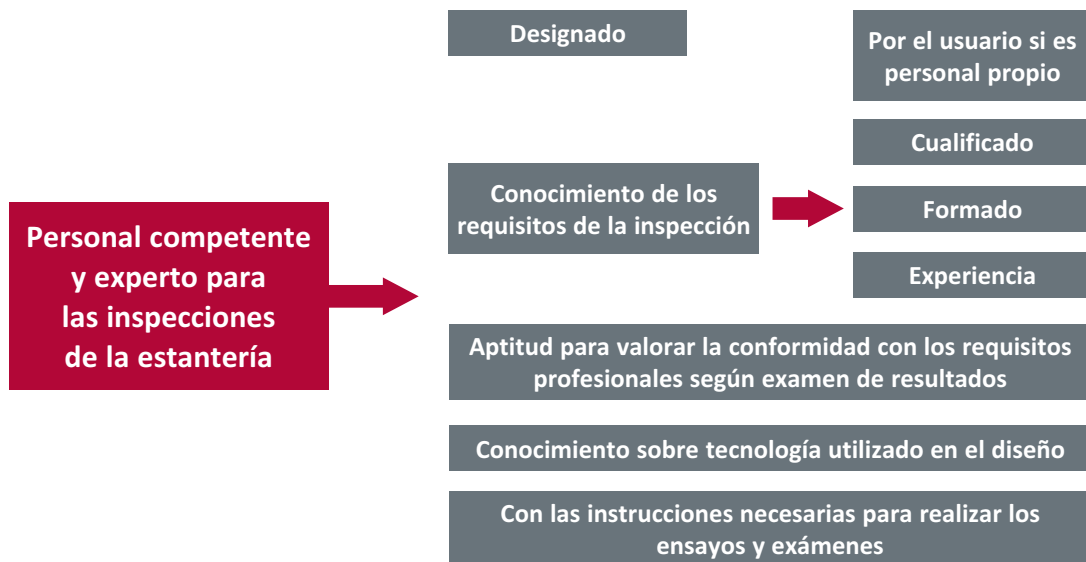 Personal competente
y experto para
las inspecciones
de la estantería
Designado
Por el usuario si es
personal propio
Conocimiento de los
requisitos de la inspección
Cualificado
Formado
Experiencia
Aptitud para valorar la conformidad con los requisitos
profesionales según examen de resultados
Conocimiento sobre tecnología utilizado en el diseño
Con las instrucciones necesarias para realizar los
ensayos y exámenes